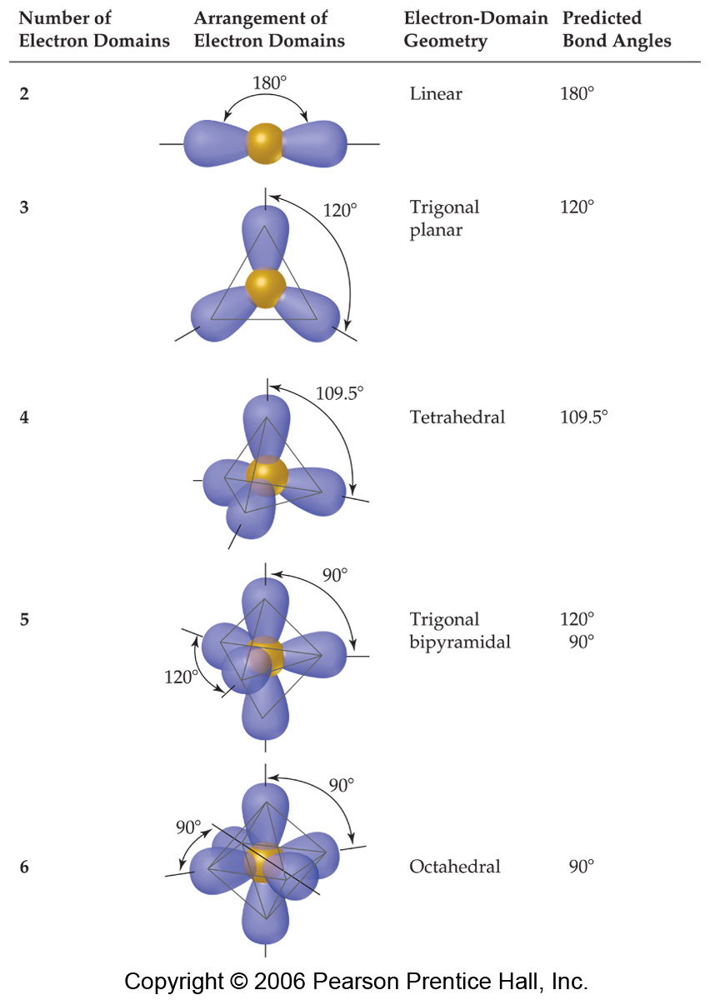 Number of Electron Domains
Arrangement of Electron Domains
Electron-Domain Geometry
Predicted Bond Angles
2
180°
Linear
180°
3
120°
Trigonal
planar
120°
4
109.5°
Tetrahedral
109.5°
5
90°
120°
Trigonal
bipyramidal
120°
90°
6
90°
90°
Octahedral
90°
Copyright © 2006 Pearson Prentice Hall, Inc.